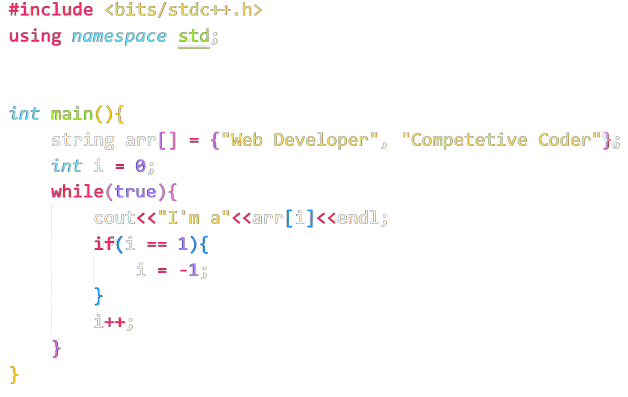 #include <bits/stdc++.h>
using namespace std;
int main(){
string arr[] = {"Web Developer", "Competetive Coder"};
int i = 0;
while(true){
cout<<"I'm a"<<arr[i]<<endl;
if(i == 1){
i = -1;
}
i++;
}
}